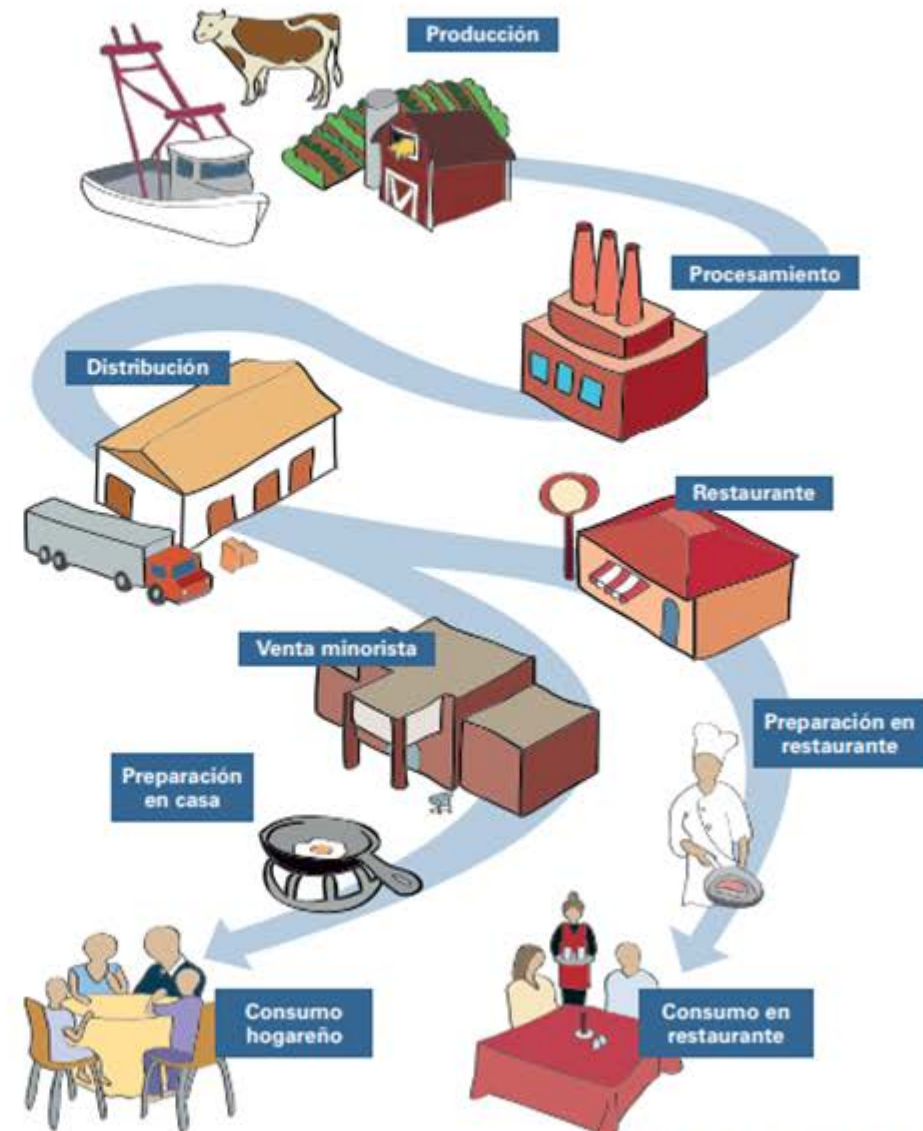 Producción
Procesamiento
Distribución
Restaurante
Venta minorista
Preparación en
restaurante
Preparación
en casa
Consumo
hogareño
Consumo en
restaurante